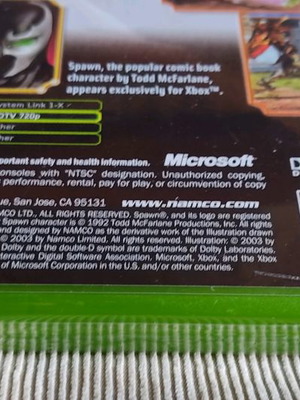 Spawn, the popular comic book
character by Todd McFarlane,
appears exclusively for Xbox™.
ystem Link 1-X
DTV 720p
ther
ther
portant safety and health information. Microsoft
onsoles with "NTSC" designation. Unauthorized copying,
performance, rental, pay for play, or circumvention of copy
ue, San Jose, CA 95131 www.namco.com
MCO LTD., ALL RIGHTS RESERVED. Spawn®, and its logo are registered
Spawn character is © 1992 Todd McFarlane Productions, Inc. All rights
and designed by NAMCO as the derivative work of the illustration drawn
© 2003 by Namco Limited. All rights reserved. Illustration: © 2003 by
Dolby and the double-D symbol are trademarks of Dolby Laboratories.
teractive Digital Software Association. Microsoft, Xbox, and the Xbox
of Microsoft Corporation in the U.S. and/or other countries.